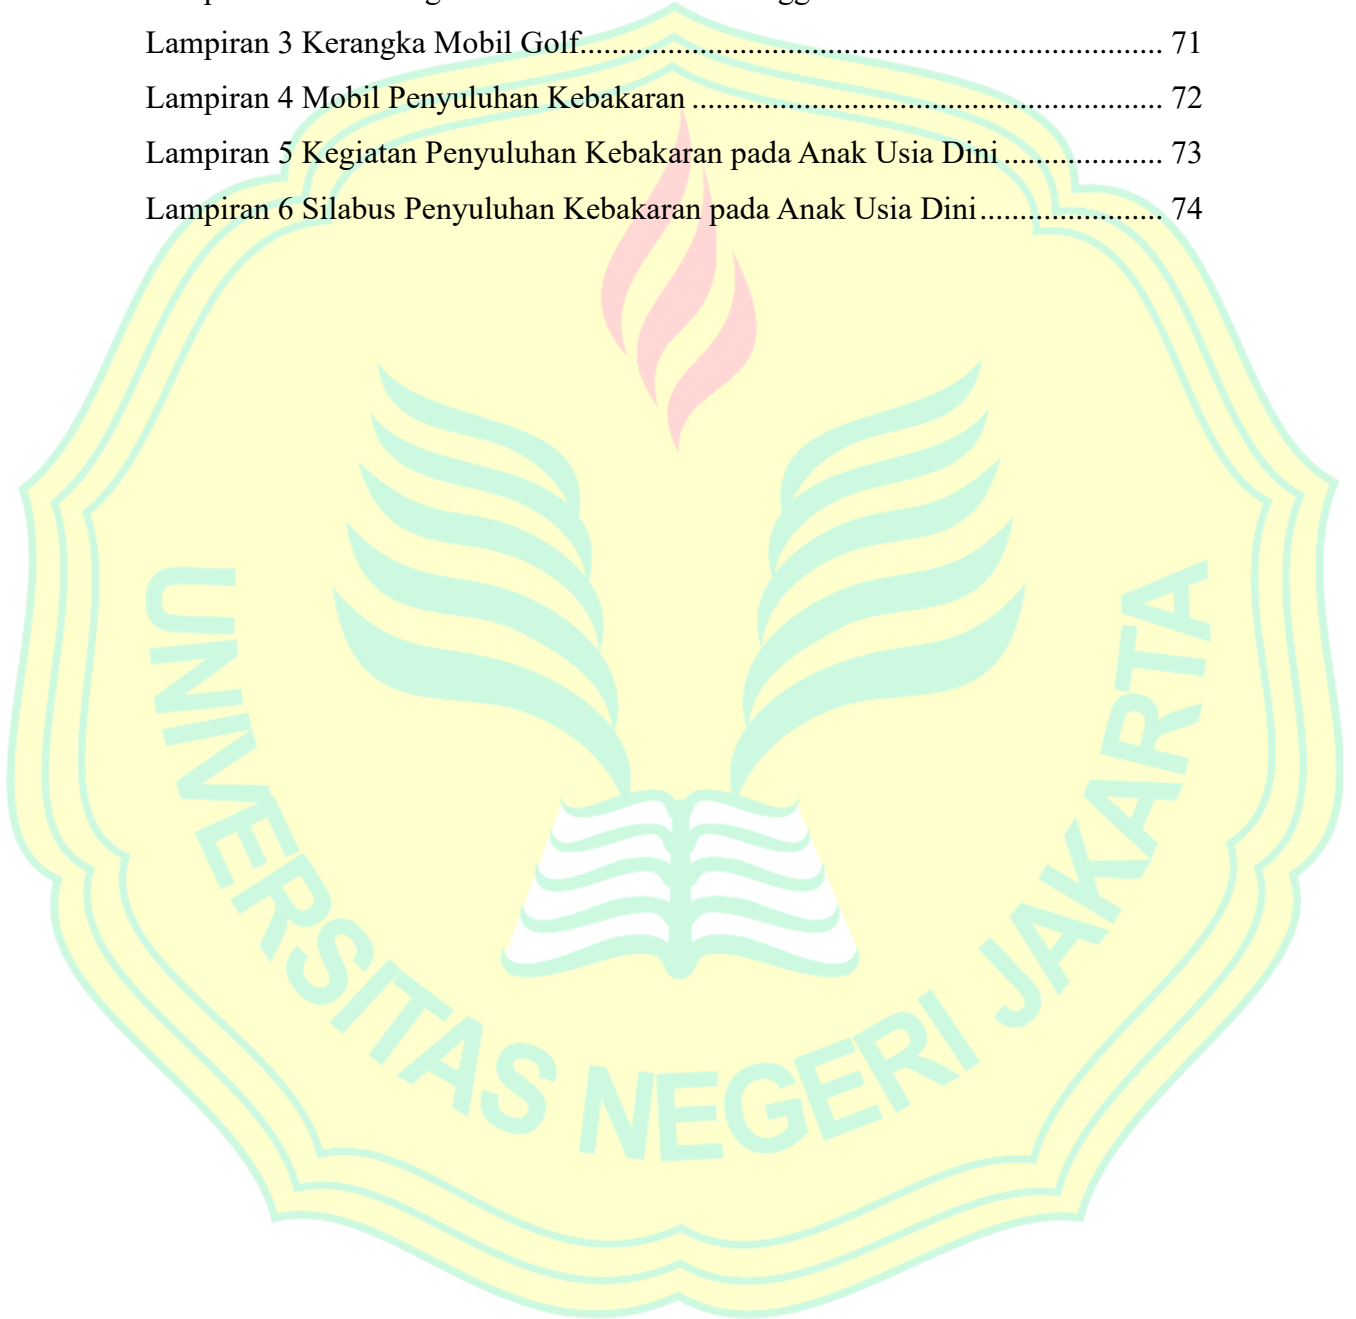 Lampiran 3 Kerangka Mobil Golf......................................................................... 71
Lampiran 4 Mobil Penyuluhan Kebakaran ........................................................... 72
Lampiran 5 Kegiatan Penyuluhan Kebakaran pada Anak Usia Dini .................... 73
Lampiran 6 Silabus Penyuluhan Kebakaran pada Anak Usia Dini....................... 74
UNIVERSITAS NEGERI JAKARTA